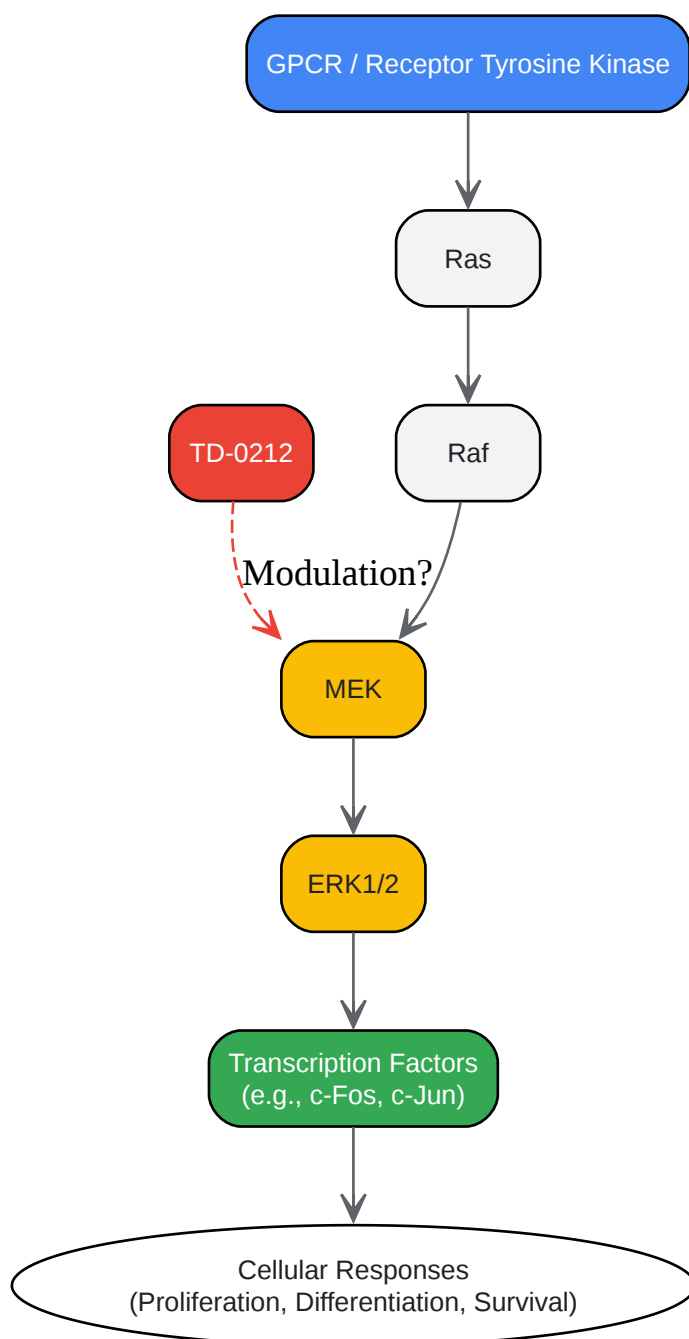 GPCR / Receptor Tyrosine Kinase
Ras
TD-0212
Raf
Modulation?
MEK
ERK1/2
Transcription Factors
(e.g., c-Fos, c-Jun)
Cellular Responses
(Proliferation, Differentiation, Survival)